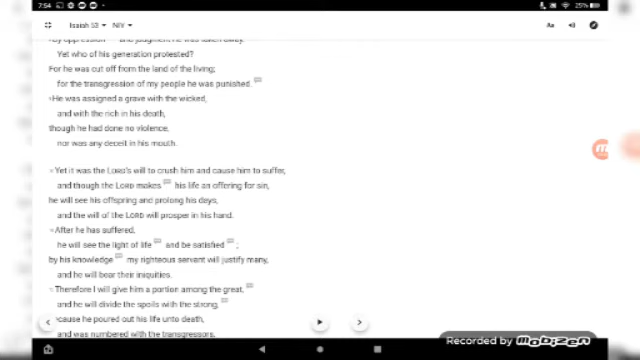 7:54
25%
Isaiah 53 NIV Aa
By oppression and judgment he was taken away.
Yet who of his generation protested?
For he was cut off from the land of the living;
for the transgression of my people he was punished.
9 He was assigned a grave with the wicked,
and with the rich in his death,
though he had done no violence,
nor was any deceit in his mouth.
10 Yet it was the LORD's will to crush him and cause him to suffer,
and though the LORD makes his life an offering for sin,
he will see his offspring and prolong his days,
and the will of the LORD will prosper in his hand.
11 After he has suffered,
he will see the light of life and be satisfied ;
by his knowledge my righteous servant will justify many,
and he will bear their iniquities.
12 Therefore I will give him a portion among the great,
and he will divide the spoils with the strong,
because he poured out his life unto death,
and was numbered with the transgressors.
Recorded by Mobizen